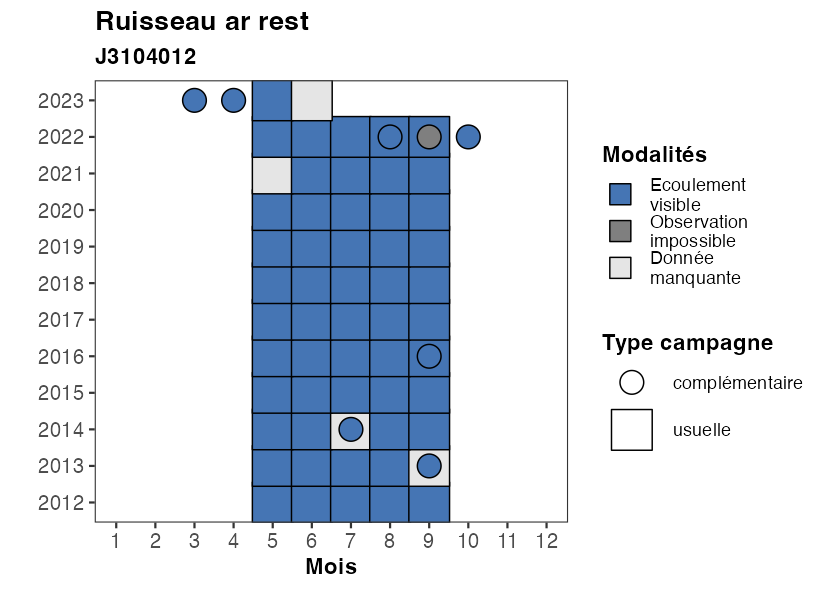 Ruisseau ar rest
J3104012
2023
2022
2021
2020
2019
2018
2017
2016
2015
2014
2013
2012
1 2 3 4 5 6 7 8 9 10 11 12
Mois
Modalités
Ecoulement
visible
Observation
impossible
Donnée
manquante
Type campagne
complémentaire
usuelle